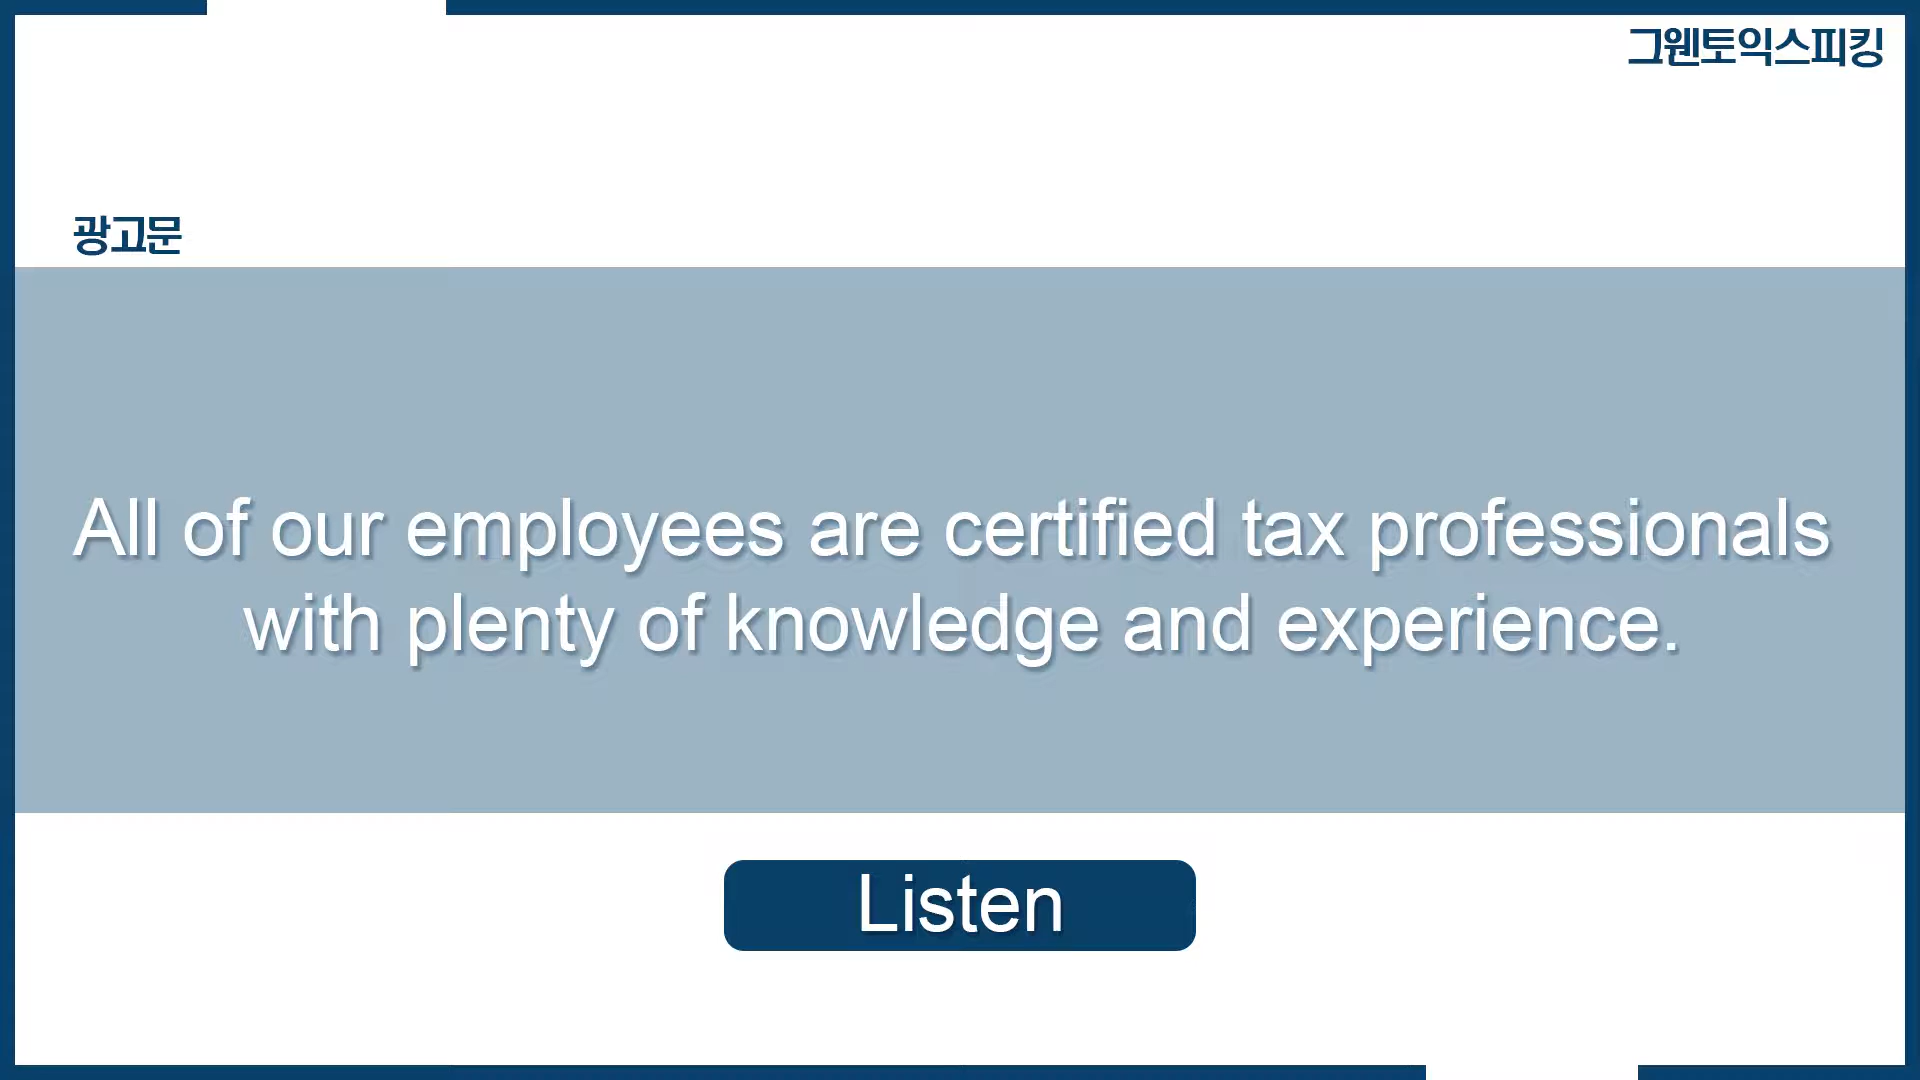 그웬토익스피킹
광고문
All of our employees are certified tax professionals
with plenty of knowledge and experience.
Listen